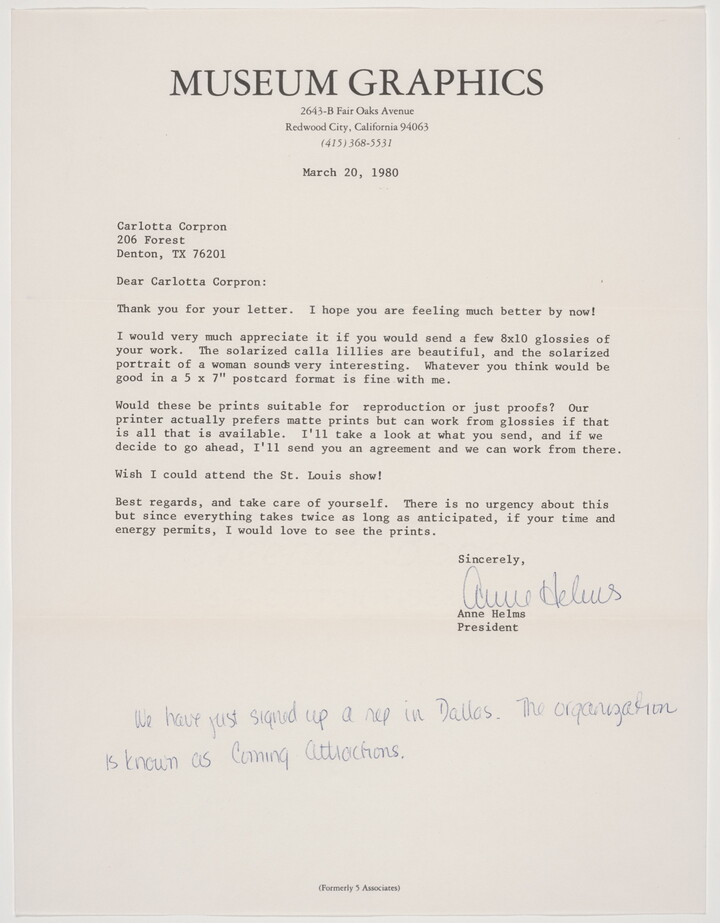 MUSEUM GRAPHICS
2643-B Fair Oaks Avenue
Redwood City, California 94063
(415) 368-5531
March 20, 1980
Carlotta Corpron
206 Forest
Denton, TX 76201
Dear Carlotta Corpron:
Thank you for your letter. I hope you are feeling much better by now!
I would very much appreciate it if you would send a few 8x10 glossies of
your work. The solarized calla lillies are beautiful, and the solarized
portrait of a woman sounds very interesting. Whatever you think would be
good in a 5 x 7" postcard format is fine with me.
Would these be prints suitable for reproduction or just proofs? Our
printer actually prefers matte prints but can work from glossies if that
is all that is available. I'll take a look at what you send, and if we
decide to go ahead, I'll send you an agreement and we can work from there.
Wish I could attend the St. Louis show!
Best regards, and take care of yourself. There is no urgency about this
but since everything takes twice as long as anticipated, if your time and
energy permits, I would love to see the prints.
Sincerely,
Anne Helms
Anne Helms
President
We have just signed up a rep in Dallas. The organization
is known as Coming Attractions.
(Formerly 5 Associates)